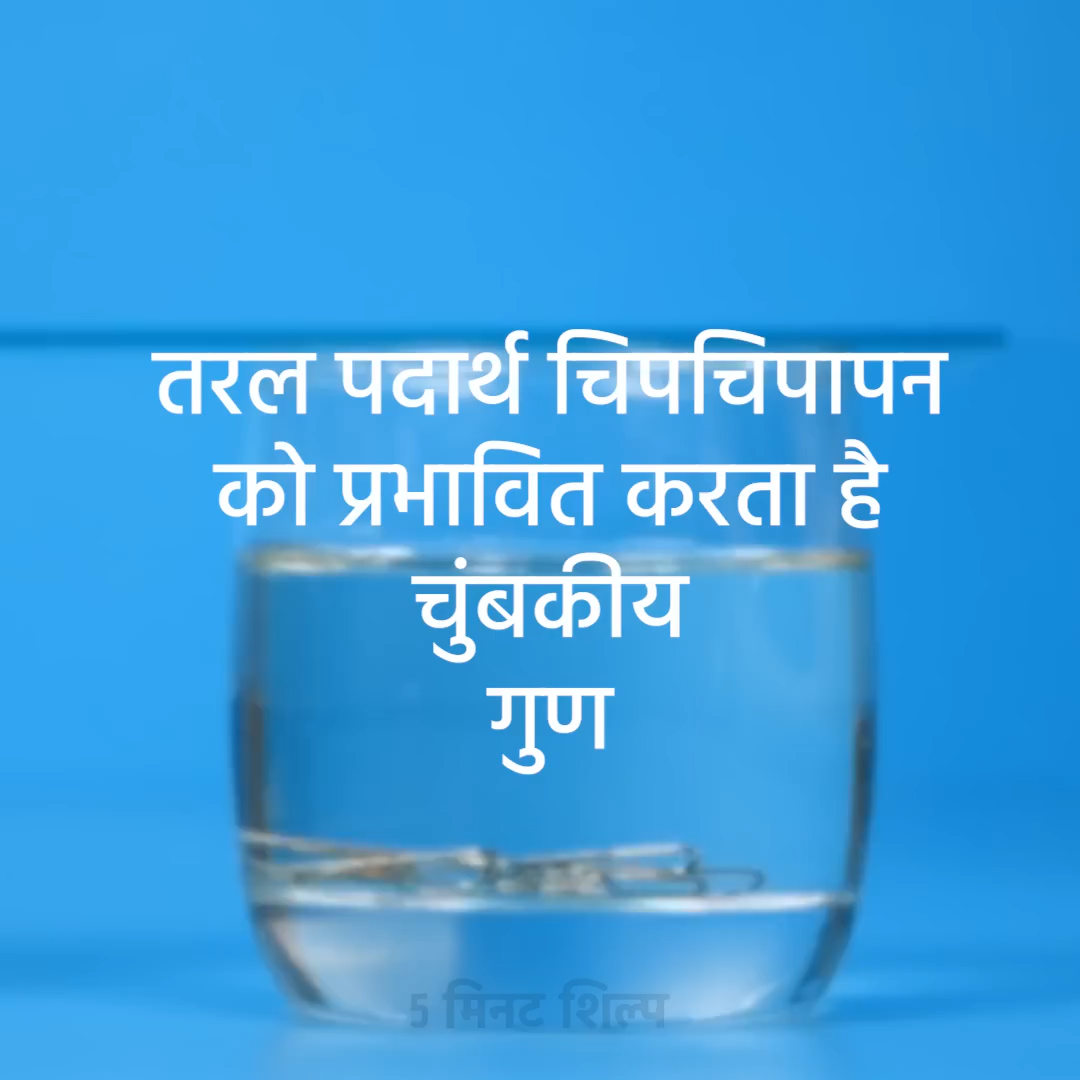 तरल पदार्थ चिपचिपापन
को प्रभावित करता है
चुंबकीय
गुण
5 मिनट शिल्प